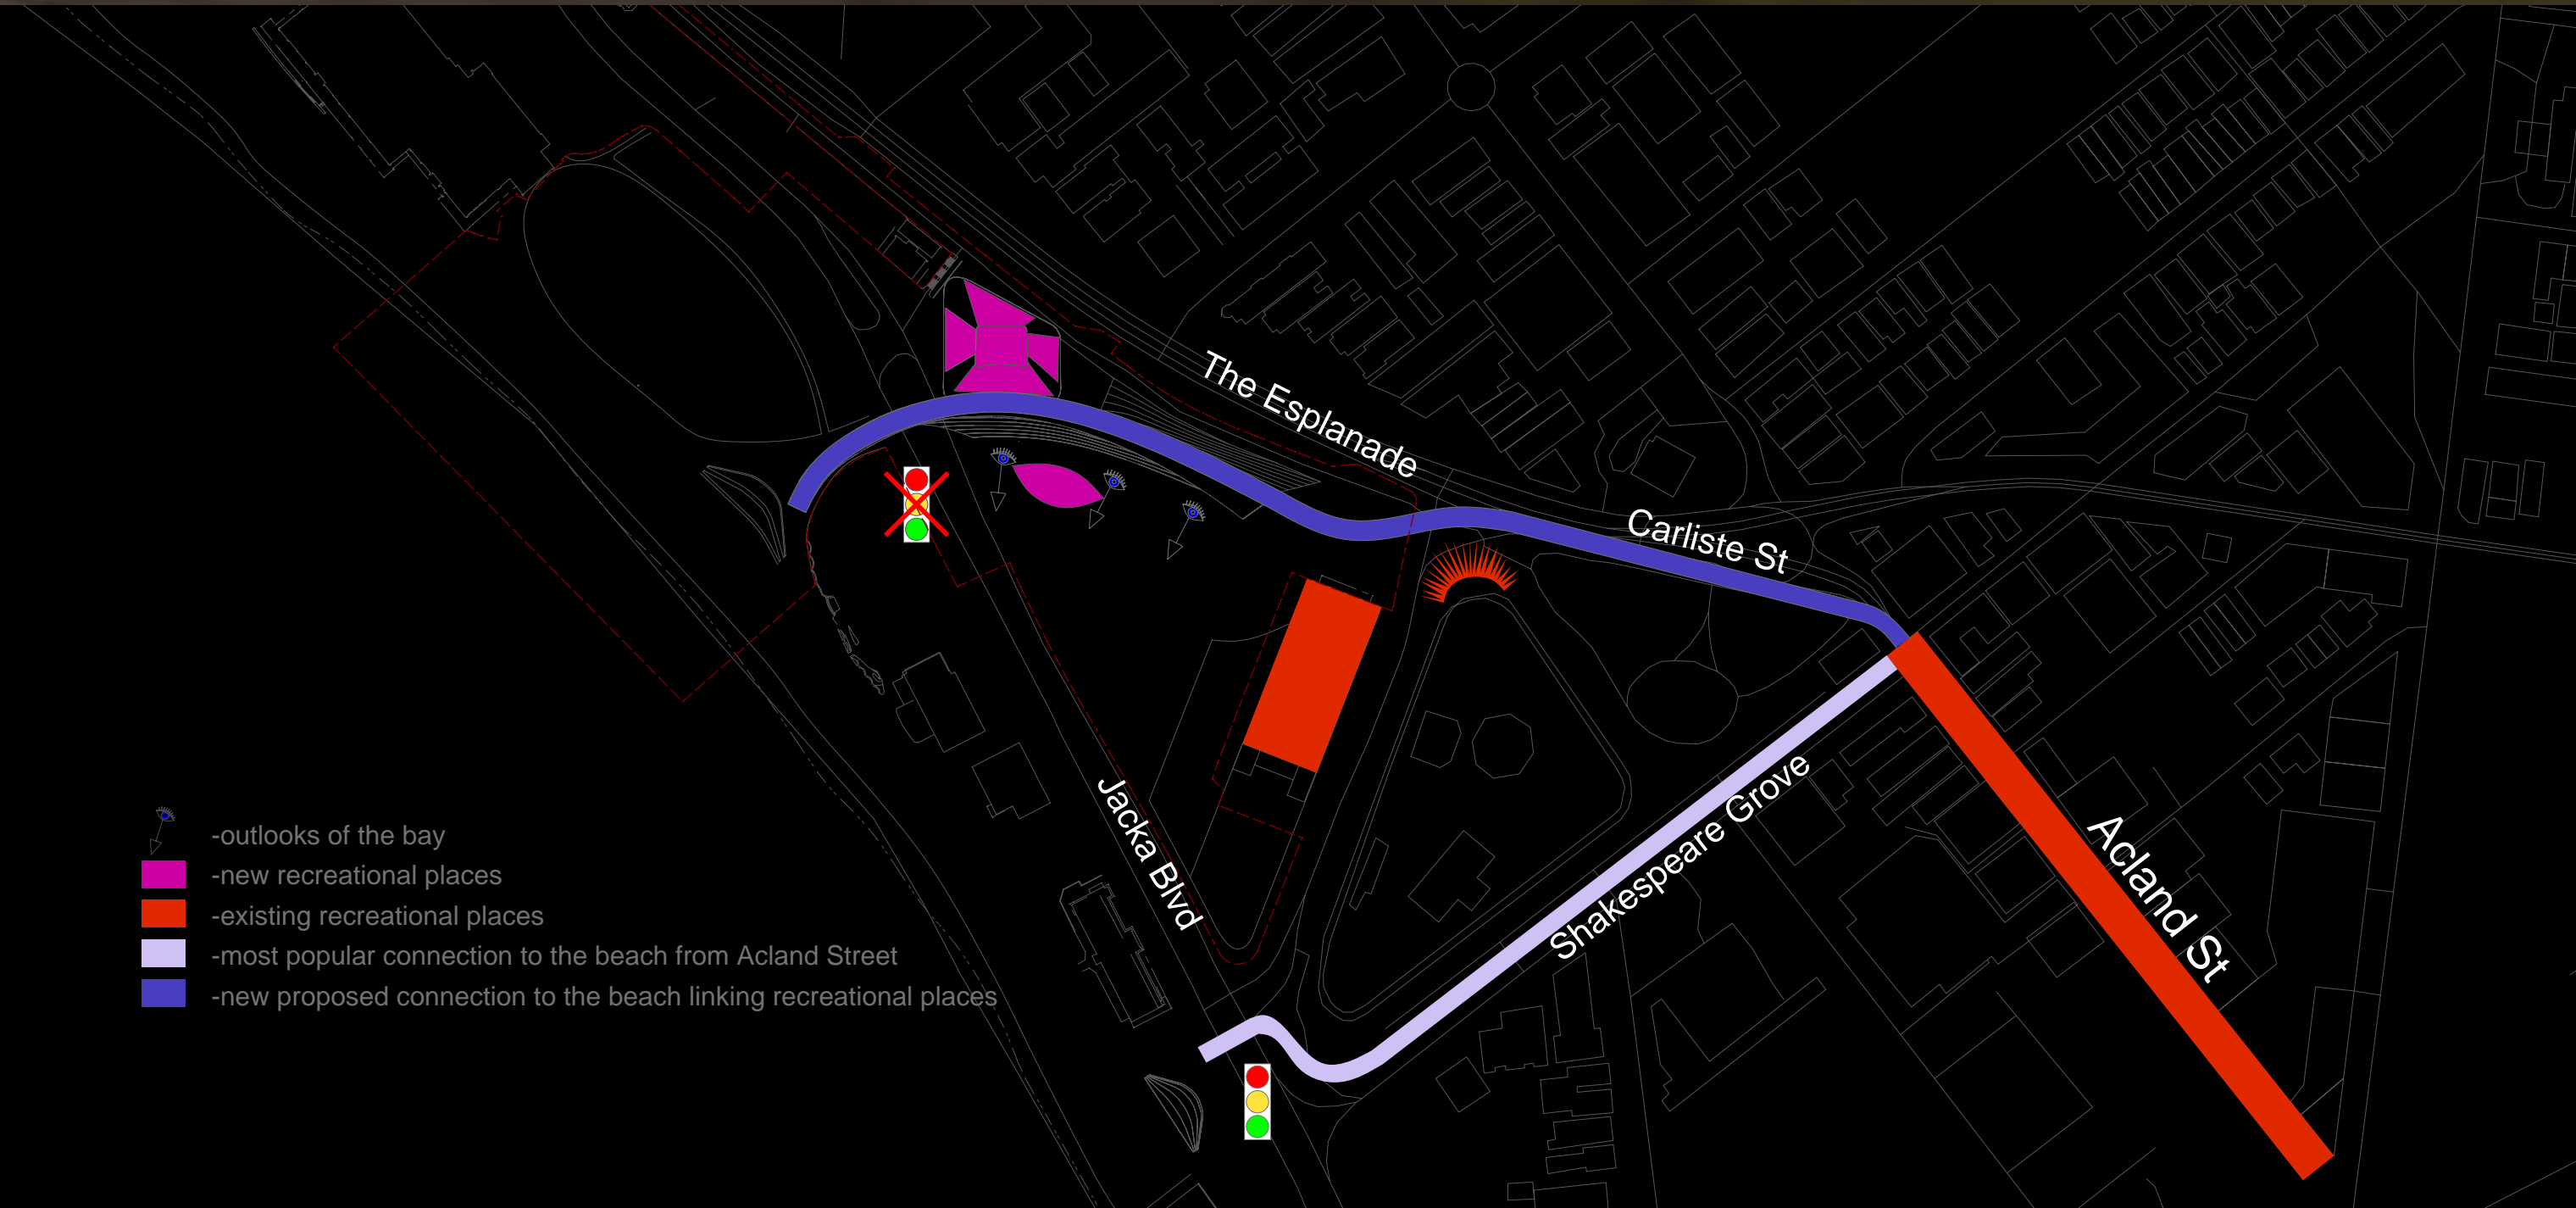 The Esplanade
Carliste St
Jacka Blvd
Shakespeare Grove
Acland St
-outlooks of the bay
-new recreational places
-existing recreational places
-most popular connection to the beach from Acland Street
-new proposed connection to the beach linking recreational places